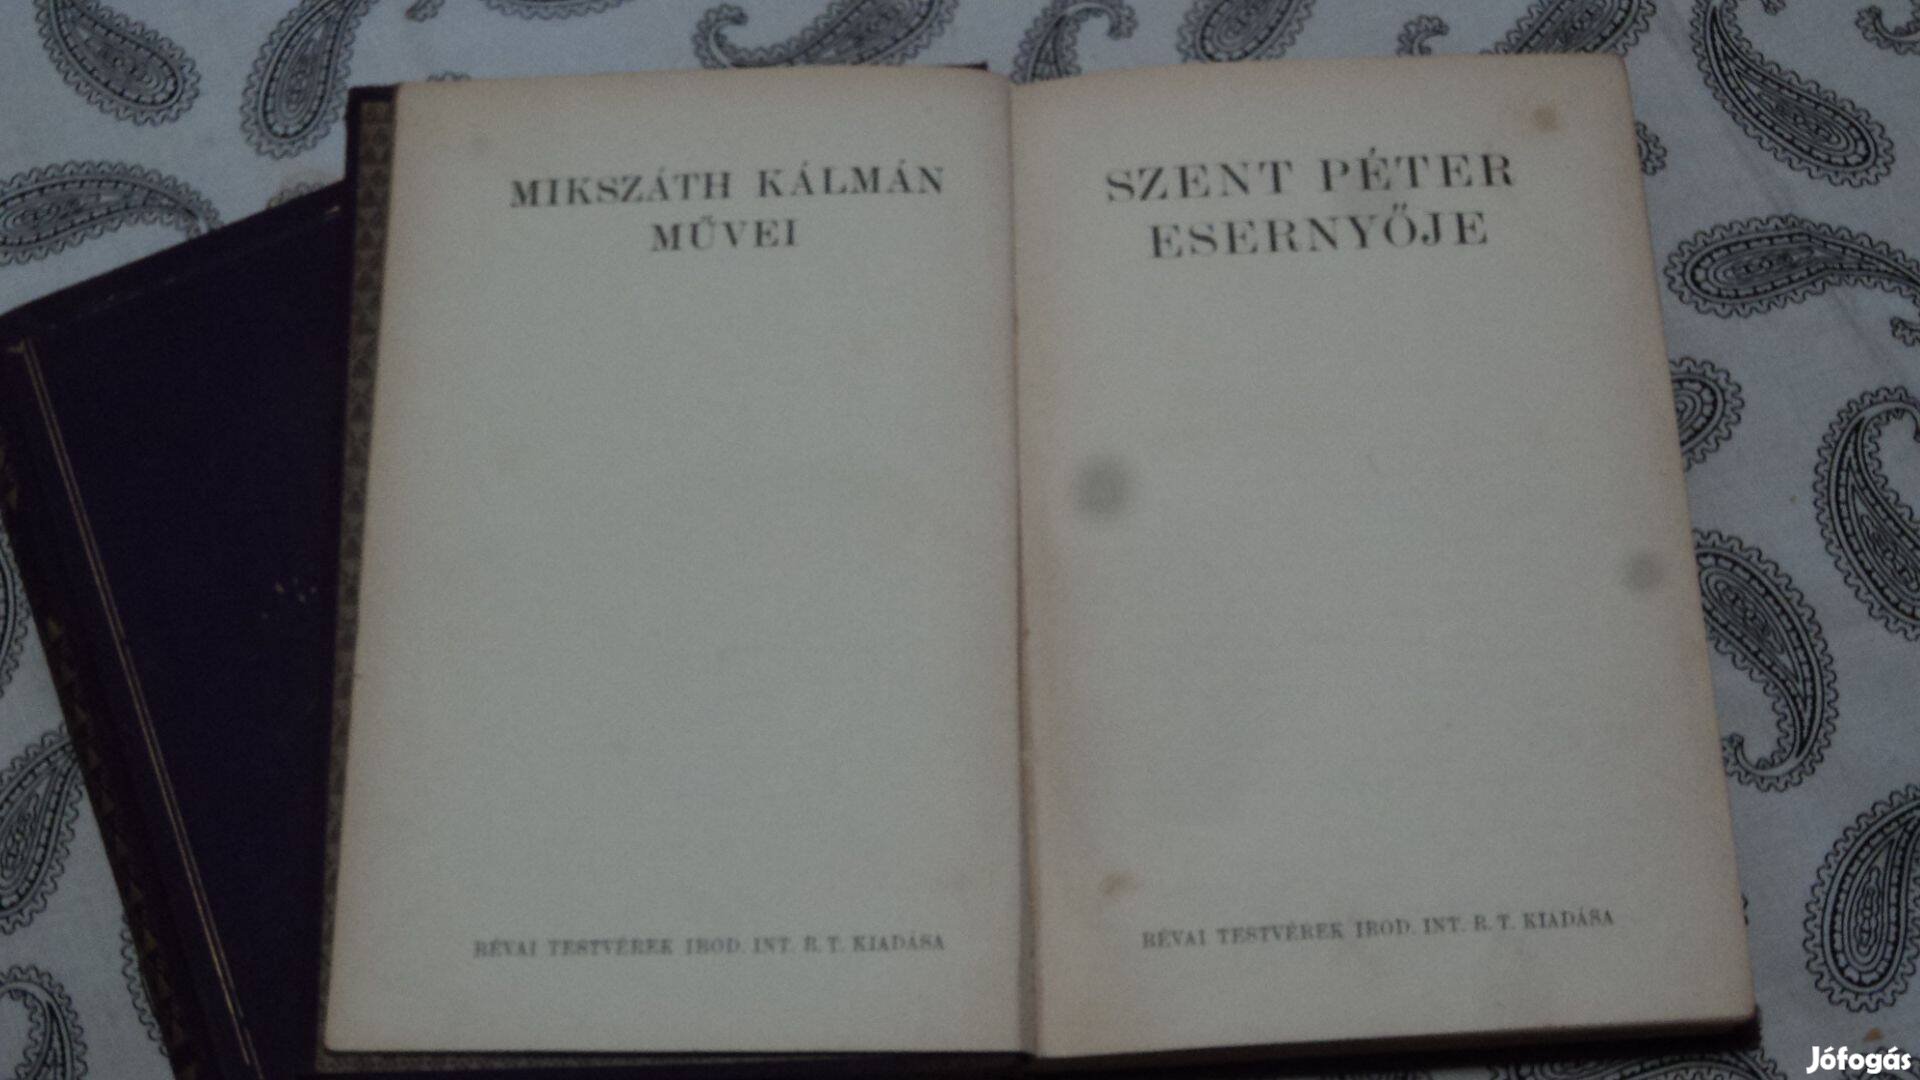 MIKSZÁTH KÁLMÁN
MŰVEI
RÉVAI TESTVÉREK IROD. INT. R. T. KIADÁSA
SZENT PÉTER
ESERNYŐJE
RÉVAI TESTVÉREK IROD. INT. R. T. KIADÁSA
Jófogás